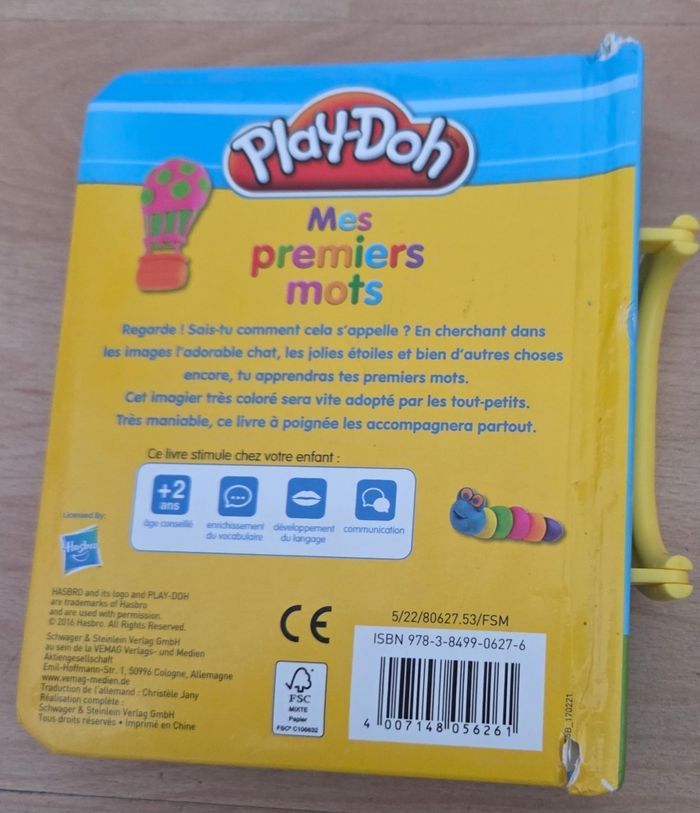 Play-Doh
Mes
premiers
mots
Regarde ! Sais-tu comment cela s'appelle ? En cherchant dans
les images l'adorable chat, les jolies étoiles et bien d'autres choses
encore, tu apprendras tes premiers mots.
Cet imagier très coloré sera vite adopté par les tout-petits.
Très maniable, ce livre à poignée les accompagnera partout.
Ce livre stimule chez votre enfant :
+2
ans
âge conseillé
enrichissement
du vocabulaire
développement
du langage
communication
Licensed By:
Hasbro
HASBRO and its logo and PLAY-DOH
are trademarks of Hasbro
and are used with permission.
© 2016 Hasbro. All Rights Reserved.
Schwager & Steinlein Verlag GmbH
au sein de la VEMAG Verlags- und Medien
Aktiengesellschaft
Emil-Hoffmann-Str. 1, 50996 Cologne, Allemagne
www.vemag-medien.de
Traduction de l'allemand : Christèle Jany
Réalisation complète :
Schwager & Steinlein Verlag GmbH
Tous droits réservés • Imprimé en Chine
CE
FSC
MIXTE
Papier
FSC® C106632
5/22/80627.53/FSM
ISBN 978-3-8499-0627-6
4 007148 056261
170221